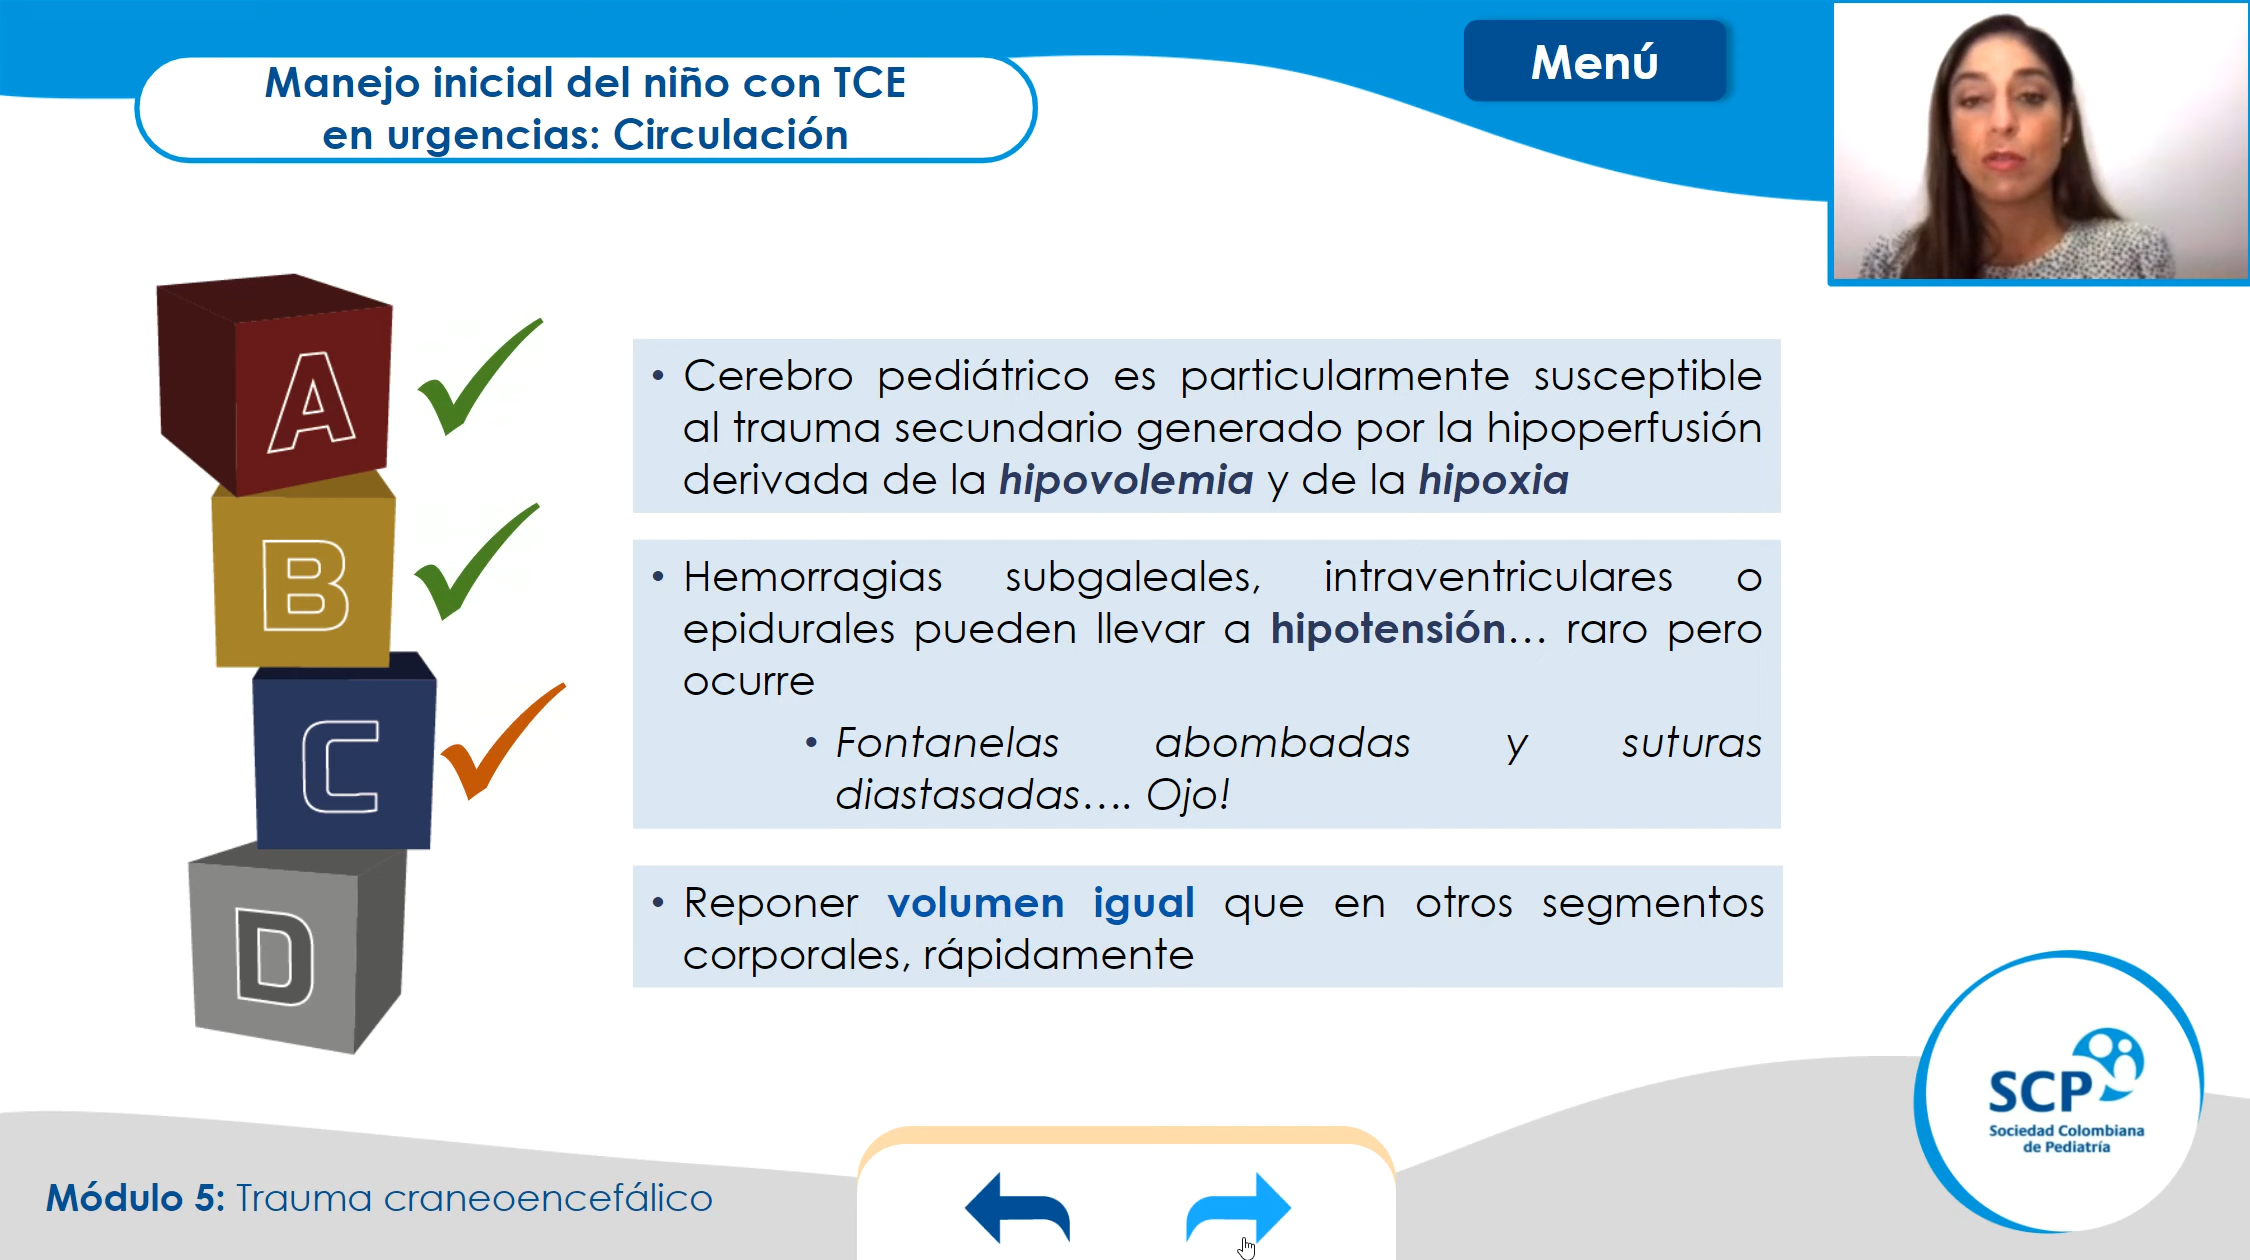 Manejo inicial del niño con TCE
en urgencias: Circulación
Menú
A
B
C
D
• Cerebro pediátrico es particularmente susceptible
al trauma secundario generado por la hipoperfusión
derivada de la hipovolemia y de la hipoxia
• Hemorragias subgaleales, intraventriculares o
epidurales pueden llevar a hipotensión... raro pero
ocurre
• Fontanelas abombadas y suturas
diastasadas.... Ojo!
• Reponer volumen igual que en otros segmentos
corporales, rápidamente
SCP
Sociedad Colombiana
de Pediatría
Módulo 5: Trauma craneoencefálico